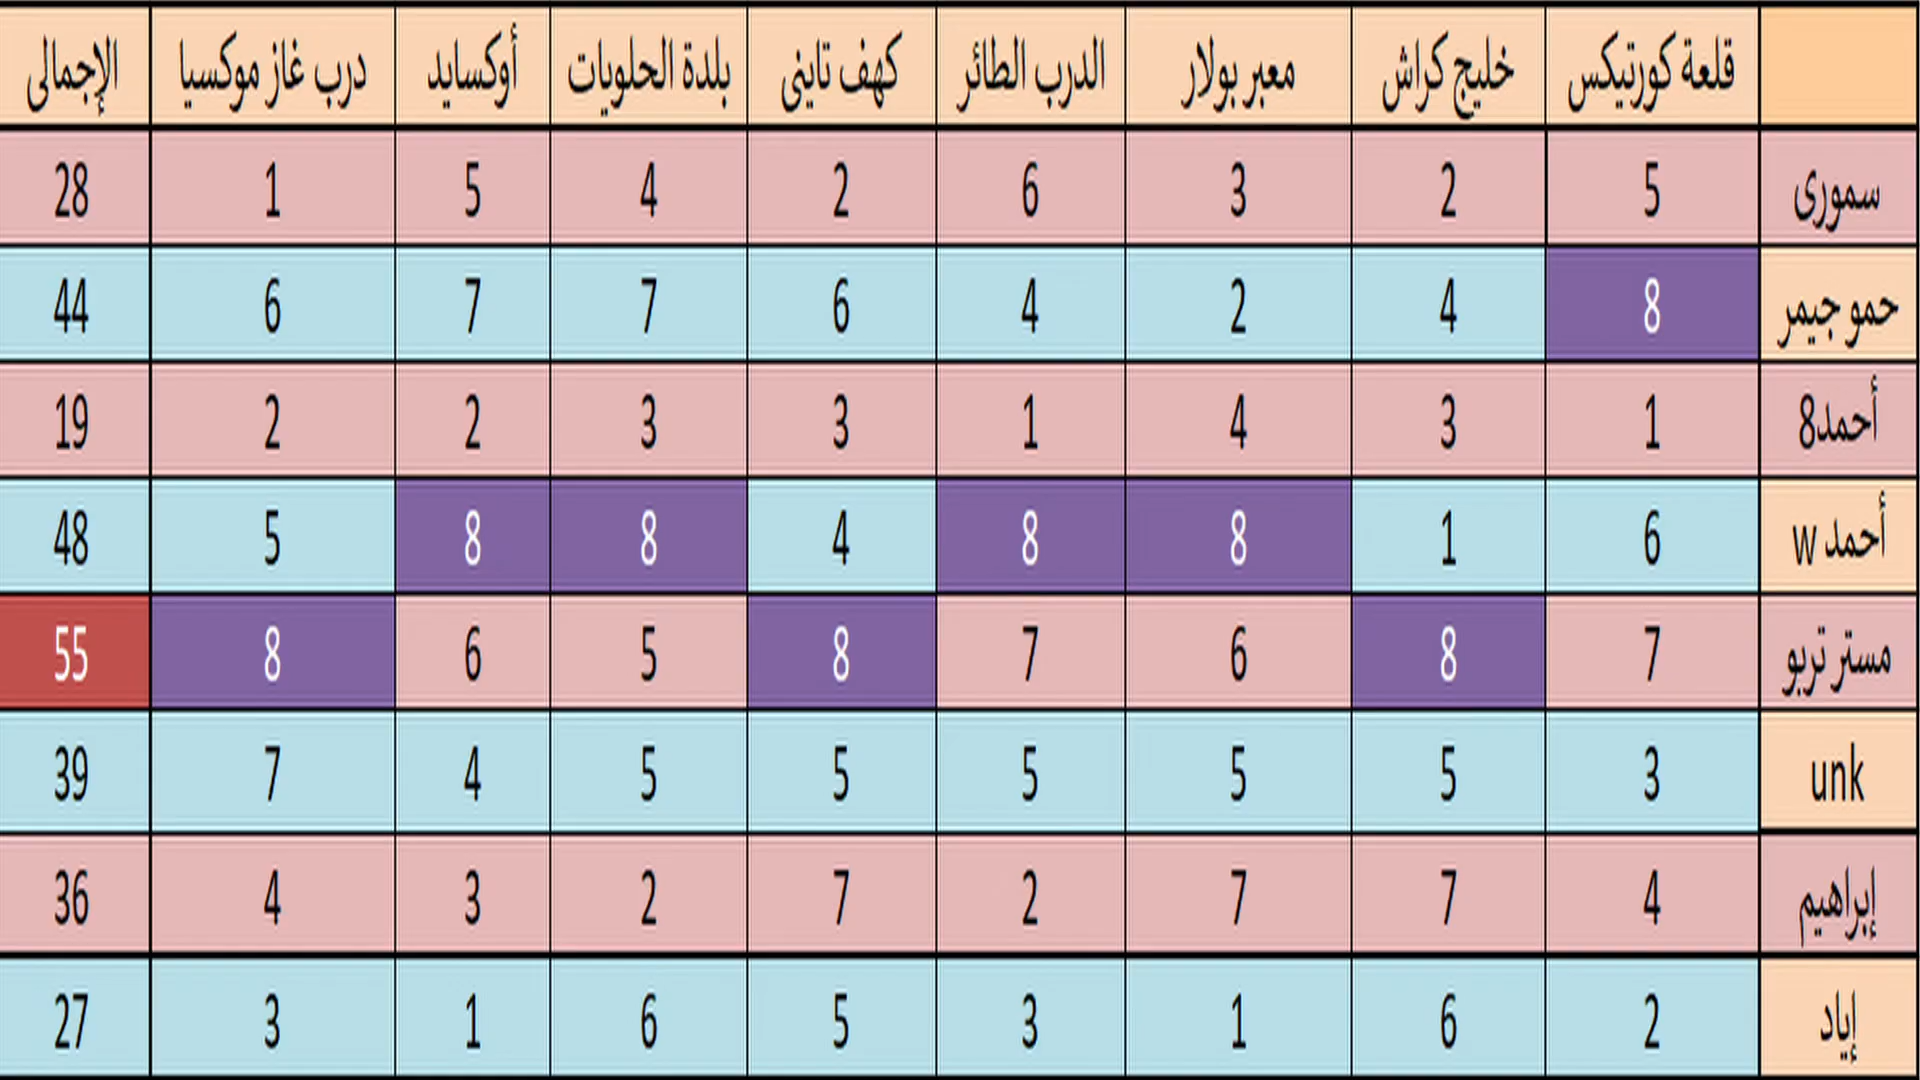 قلعة كورتيكس خليج كراش معبر بولار الدرب الطائر كهف تاينى بلدة الحلويات أوكسايد درب غاز موكسيا الإجمالى
سمورى 5 2 3 6 2 4 5 1 28
حمو جيمر 8 4 2 4 6 7 7 6 44
أحمد8 1 3 4 1 3 3 2 2 19
أحمد w 6 1 8 8 4 8 8 5 48
مستر تربو 7 8 6 7 8 5 6 8 55
unk 3 5 5 5 5 5 4 7 39
إبراهيم 4 7 7 2 7 2 3 4 36
إياد 2 6 1 3 5 6 1 3 27